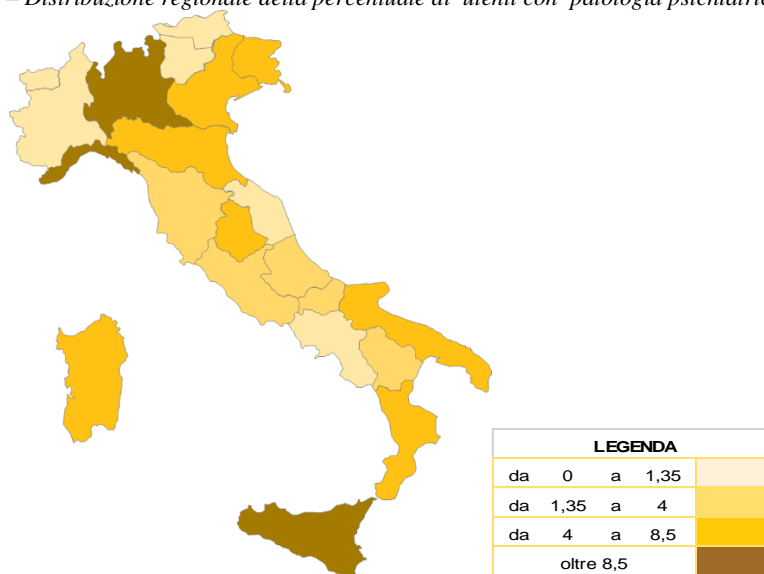 – Distribuzione regionale della percentuale di utenti con patologia
LEGENDA
da 0 a 1,35
da 1,35 a 4
da 4 a 8,5
oltre 8,5